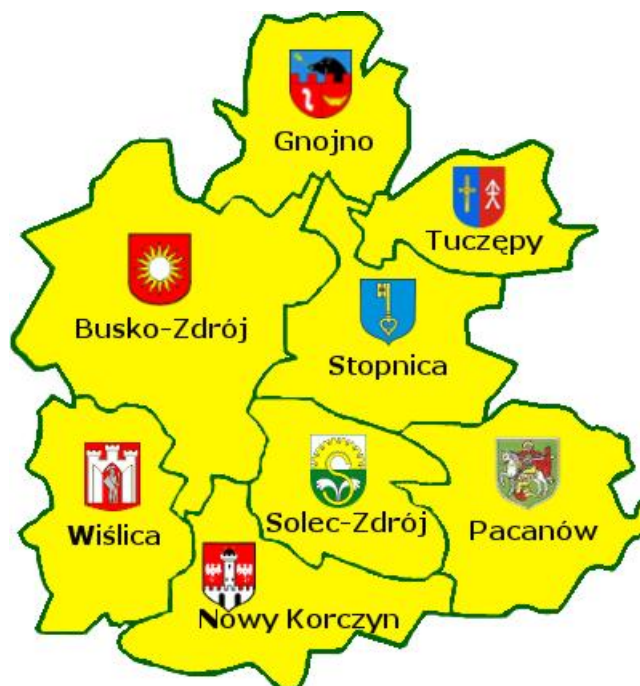 Gnojno
Tuczępy
Busko-Zdrój
Stopnica
Wiślica
Solec-Zdrój
Pacanów
Nowy Korczyn